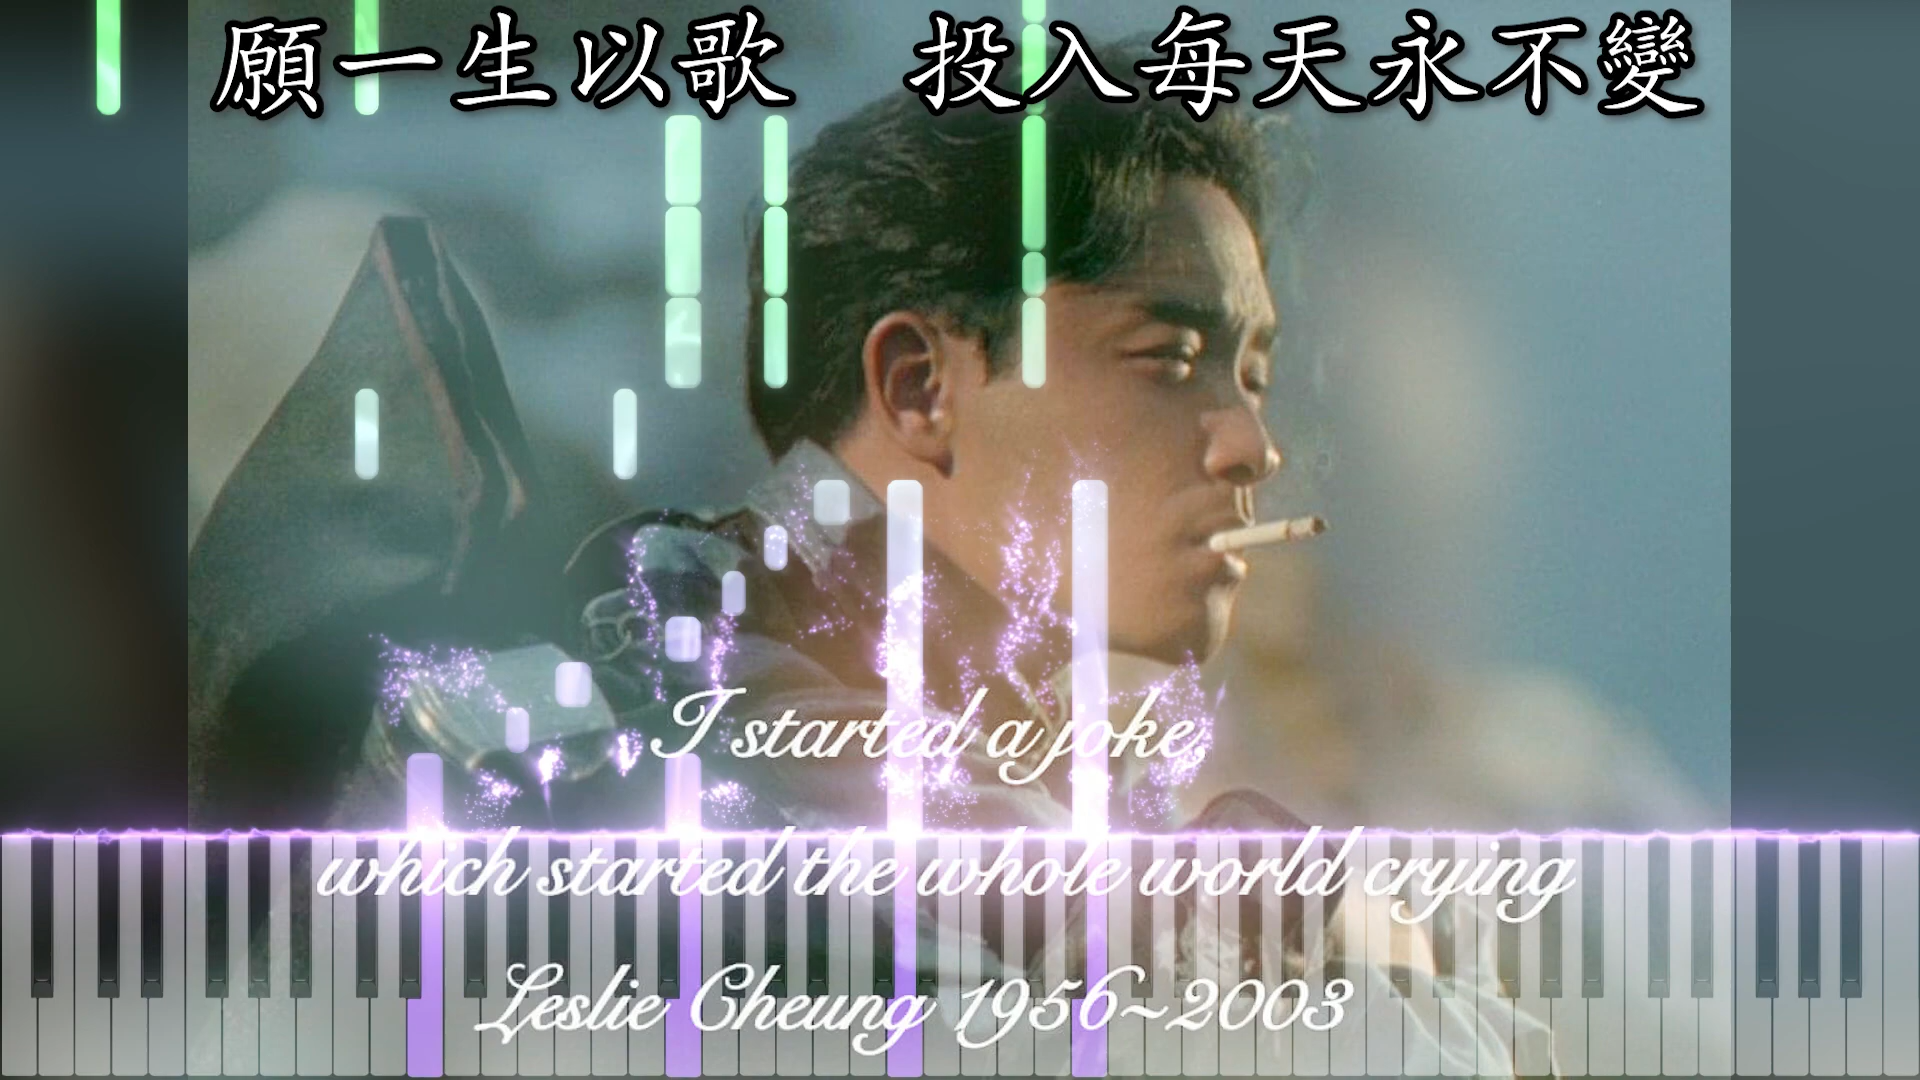 願一生以歌　投入每天永不變
I started a joke,
which started the whole world crying
Leslie Cheung 1956~2003